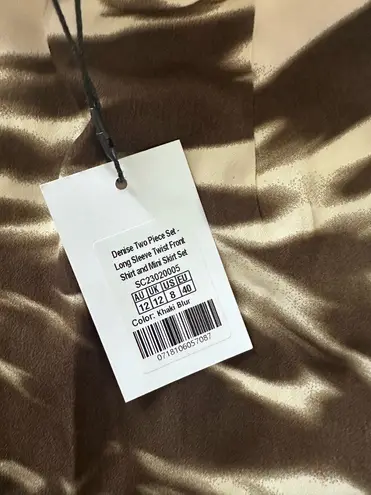 Denise Two Piece Set -
Long Sleeve Twist Front
Shirt and Mini Skirt Set
SC23020005
AU UK US EU
12 12 8 40
Color: Khaki Blur
0718106057087